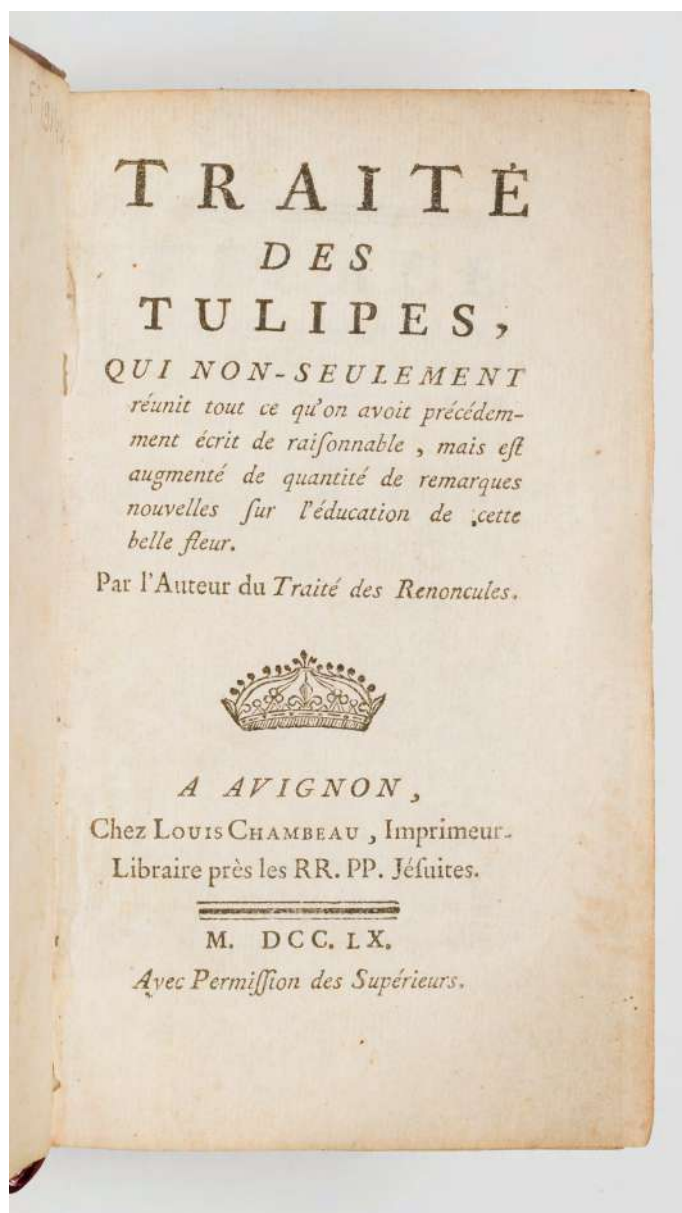 TRAITÉ
DES
TULIPES,
QUI NON-SEULEMENT
réunit tout ce qu'on avoit précédem-
ment écrit de raiſonnable, mais eſt
augmenté de quantité de remarques
nouvelles ſur l'éducation de cette
belle fleur.
Par l'Auteur du Traité des Renoncules.
A AVIGNON,
Chez LOUIS CHAMBEAU, Imprimeur-
Libraire près les RR. PP. Jéſuites.
M. DCC. LX.
Avec Permiſſion des Supérieurs.